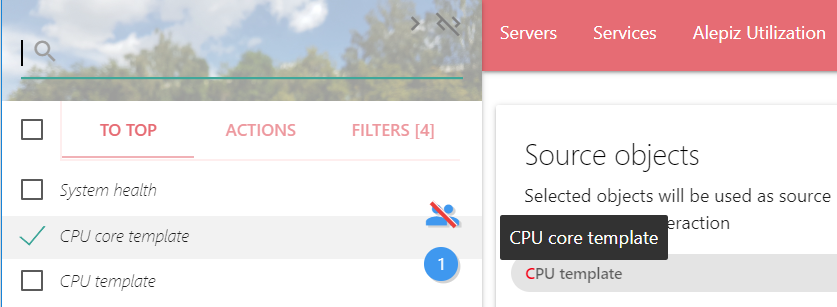 Servers
Services
Alepiz Utilization
TO TOP
ACTIONS
FILTERS [4]
System health
CPU core template
CPU template
1
Source objects
Selected objects will be used as source
eraction
CPU core template
CPU template